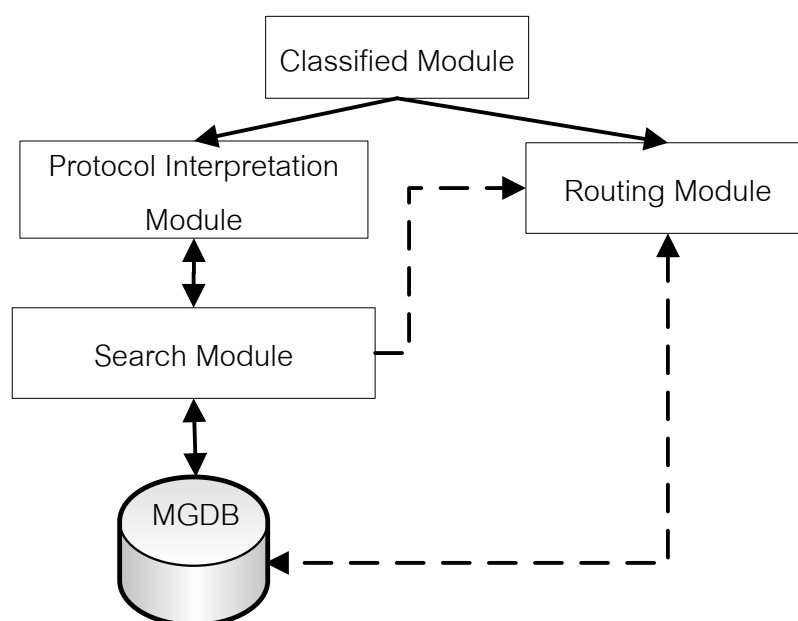 Classified Module
Protocol Interpretation
Module
Routing Module
Search Module
MGDB